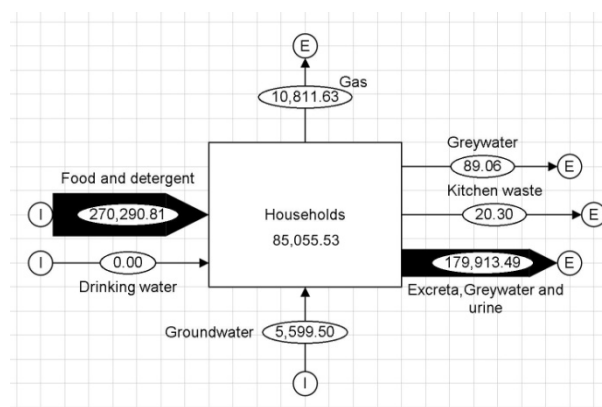 E
Gas
10,811.63
Greywater
89.06
E
Food and detergent
Kitchen waste
I
270,290.81
Households
20.30
E
85,055.53
I
0.00
179,913.49
E
Drinking water
Excreta,Greywater and
urine
Groundwater
5,599.50
I